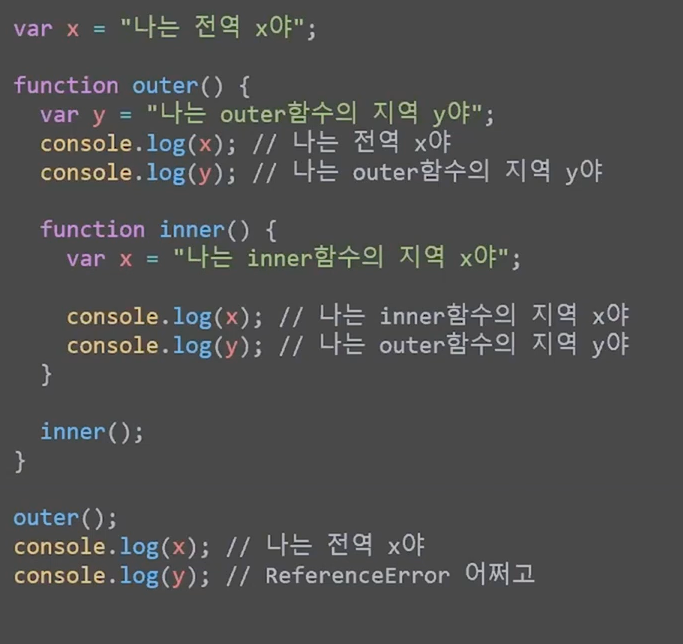 var x = "나는 전역 x야";
function outer() {
var y = "나는 outer함수의 지역 y야";
console.log(x); // 나는 전역 x야
console.log(y); // 나는 outer함수의 지역 y야
function inner() {
var x = "나는 inner함수의 지역 x야";
console.log(x); // 나는 inner함수의 지역 x야
console.log(y); // 나는 outer함수의 지역 y야
}
inner();
}
outer();
console.log(x); // 나는 전역 x야
console.log(y); // ReferenceError 어쩌고